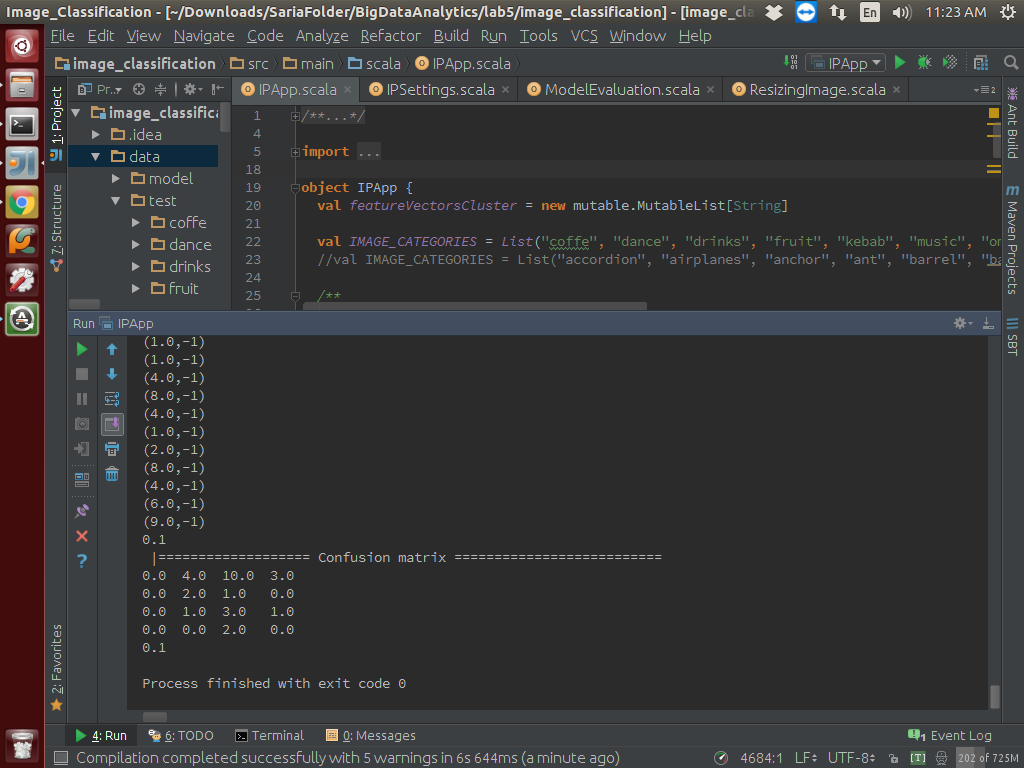 Image_Classification - [~/Downloads/SariaFolder/BigDataAnalytics/lab5/image_classification] - [image_cla
En
11:23 AM
File Edit View Navigate Code Analyze Refactor Build Run Tools VCS Window Help
image_classification src main scala IPApp.scala
IPApp
Pr..
IPApp.scala
IPSettings.scala
ModelEvaluation.scala
ResizingImage.scala
1: Project
7: Structure
2: Favorites
image_classifica
.idea
data
model
test
coffe
dance
drinks
fruit
1 /**...*/
4
5 import ...
18
19 object IPApp {
20 val featureVectorsCluster = new mutable.MutableList[String]
21
22 val IMAGE_CATEGORIES = List("coffe", "dance", "drinks", "fruit", "kebab", "music", "on
23 //val IMAGE_CATEGORIES = List("accordion", "airplanes", "anchor", "ant", "barrel", "ba
24
25 /**
Ant Build
Maven Projects
SBT
Run IPApp
(1.0,-1)
(1.0,-1)
(4.0,-1)
(8.0,-1)
(4.0,-1)
(1.0,-1)
(2.0,-1)
(8.0,-1)
(4.0,-1)
(6.0,-1)
(9.0,-1)
0.1
|=================== Confusion matrix ==========================
0.0 4.0 10.0 3.0
0.0 2.0 1.0 0.0
0.0 1.0 3.0 1.0
0.0 0.0 2.0 0.0
0.1
Process finished with exit code 0
4: Run 6: TODO Terminal 0: Messages Event Log
Compilation completed successfully with 5 warnings in 6s 644ms (a minute ago) 4684:1 LF UTF-8 [T] 202 of 725M